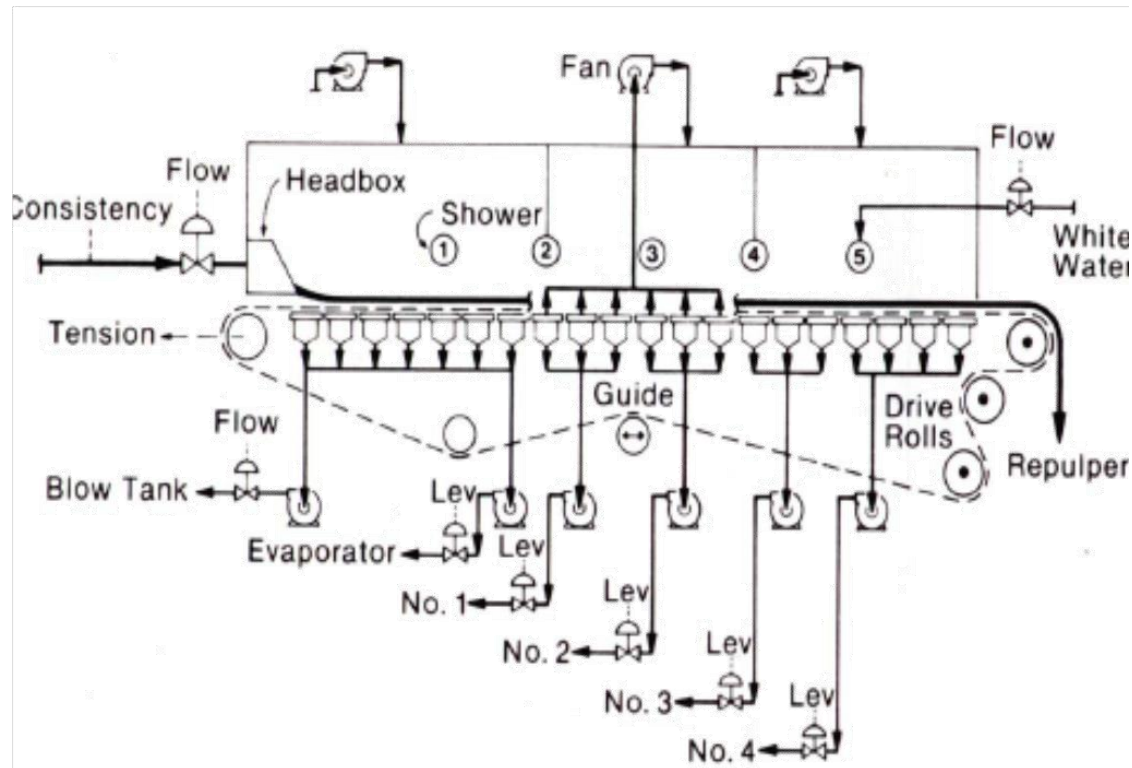 Fan
Flow
Flow
Headbox
Consistency
Shower
1
2
3
4
5
White
Water
Tension
Guide
Drive
Rolls
Flow
Repulper
Blow Tank
Lev
Evaporator
Lev
No. 1
Lev
No. 2
Lev
No. 3
Lev
No. 4